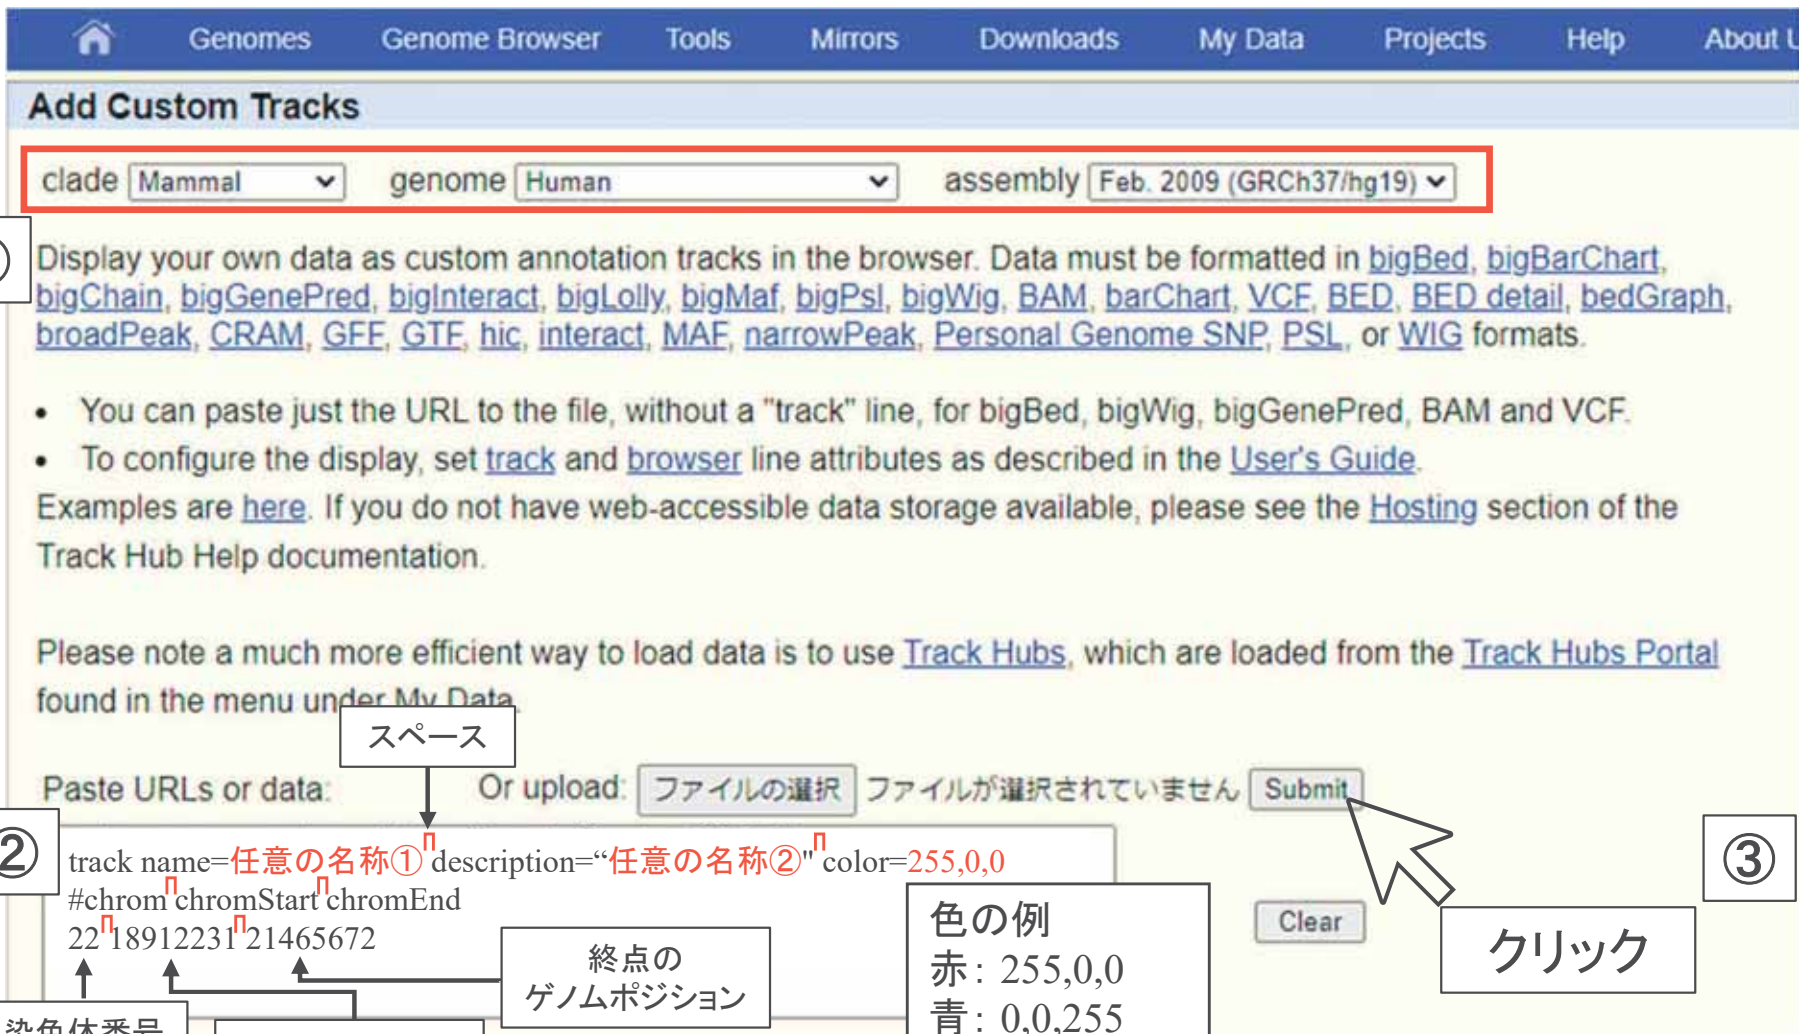 Genomes Genome Browser Tools Mirrors Downloads My Data Projects Help About
Add Custom Tracks
clade Mammal genome Human assembly Feb. 2009 (GRCh37/hg19)
Display your own data as custom annotation tracks in the browser. Data must be formatted in bigBed, bigBarChart,
bigChain, bigGenePred, bigInteract, bigLolly, bigMaf, bigPsl, bigWig, BAM, barChart, VCF, BED, BED detail, bedGraph,
broadPeak, CRAM, GFF, GTF, hic, interact, MAF, narrowPeak, Personal Genome SNP, PSL, or WIG formats.
• You can paste just the URL to the file, without a "track" line, for bigBed, bigWig, bigGenePred, BAM and VCF.
• To configure the display, set track and browser line attributes as described in the User's Guide.
Examples are here. If you do not have web-accessible data storage available, please see the Hosting section of the
Track Hub Help documentation.
Please note a much more efficient way to load data is to use Track Hubs, which are loaded from the Track Hubs Portal
found in the menu under My Data.
スペース
Paste URLs or data: Or upload: ファイルの選択 ファイルが選択されていません Submit
②
track name=任意の名称① description=“任意の名称②" color=255,0,0
#chrom chromStart chromEnd
22 18912231 21465672
③
Clear
クリック
終点の
ゲノムポジション
色の例
赤: 255,0,0
青: 0,0,255
染色体番号